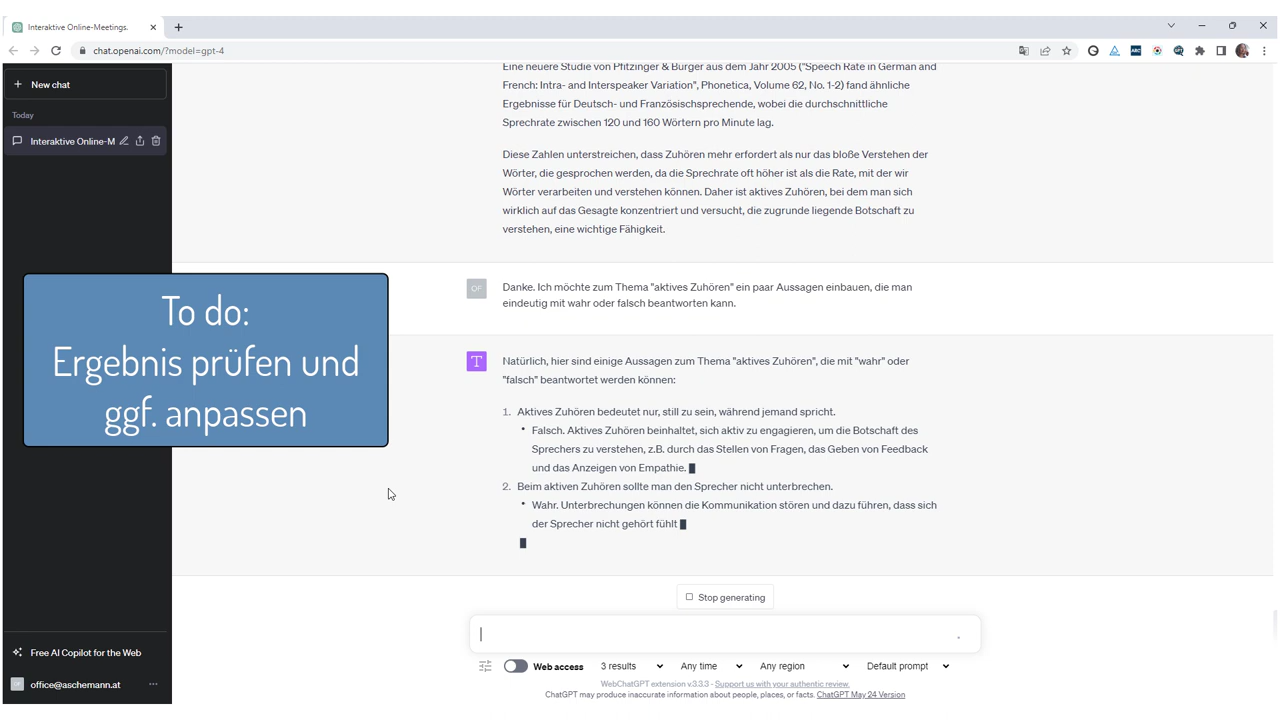 Interaktive Online-Meetings.
chat.openai.com/?model=gpt-4
New chat
Today
Interaktive Online-M
Eine neuere Studie von Pfitzinger & Burger aus dem Jahr 2005 ("Speech Rate in German and
French: Intra- and Interspeaker Variation", Phonetica, Volume 62, No. 1-2) fand ähnliche
Ergebnisse für Deutsch- und Französischsprechende, wobei die durchschnittliche
Sprechrate zwischen 120 und 160 Wörtern pro Minute lag.
Diese Zahlen unterstreichen, dass Zuhören mehr erfordert als nur das bloße Verstehen der
Wörter, die gesprochen werden, da die Sprechrate oft höher ist als die Rate, mit der wir
Wörter verarbeiten und verstehen können. Daher ist aktives Zuhören, bei dem man sich
wirklich auf das Gesagte konzentriert und versucht, die zugrunde liegende Botschaft zu
verstehen, eine wichtige Fähigkeit.
To do:
Ergebnis prüfen und
ggf. anpassen
OF
Danke. Ich möchte zum Thema "aktives Zuhören" ein paar Aussagen einbauen, die man
eindeutig mit wahr oder falsch beantworten kann.
T
Natürlich, hier sind einige Aussagen zum Thema "aktives Zuhören", die mit "wahr" oder
"falsch" beantwortet werden können:
1. Aktives Zuhören bedeutet nur, still zu sein, während jemand spricht.
• Falsch. Aktives Zuhören beinhaltet, sich aktiv zu engagieren, um die Botschaft des
Sprechers zu verstehen, z.B. durch das Stellen von Fragen, das Geben von Feedback
und das Anzeigen von Empathie.
2. Beim aktiven Zuhören sollte man den Sprecher nicht unterbrechen.
• Wahr. Unterbrechungen können die Kommunikation stören und dazu führen, dass sich
der Sprecher nicht gehört fühlt
Stop generating
Web access 3 results Any time Any region Default prompt
WebChatGPT extension v.3.3.3 - Support us with your authentic review.
ChatGPT may produce inaccurate information about people, places, or facts. ChatGPT May 24 Version
Free AI Copilot for the Web
office@aschemann.at